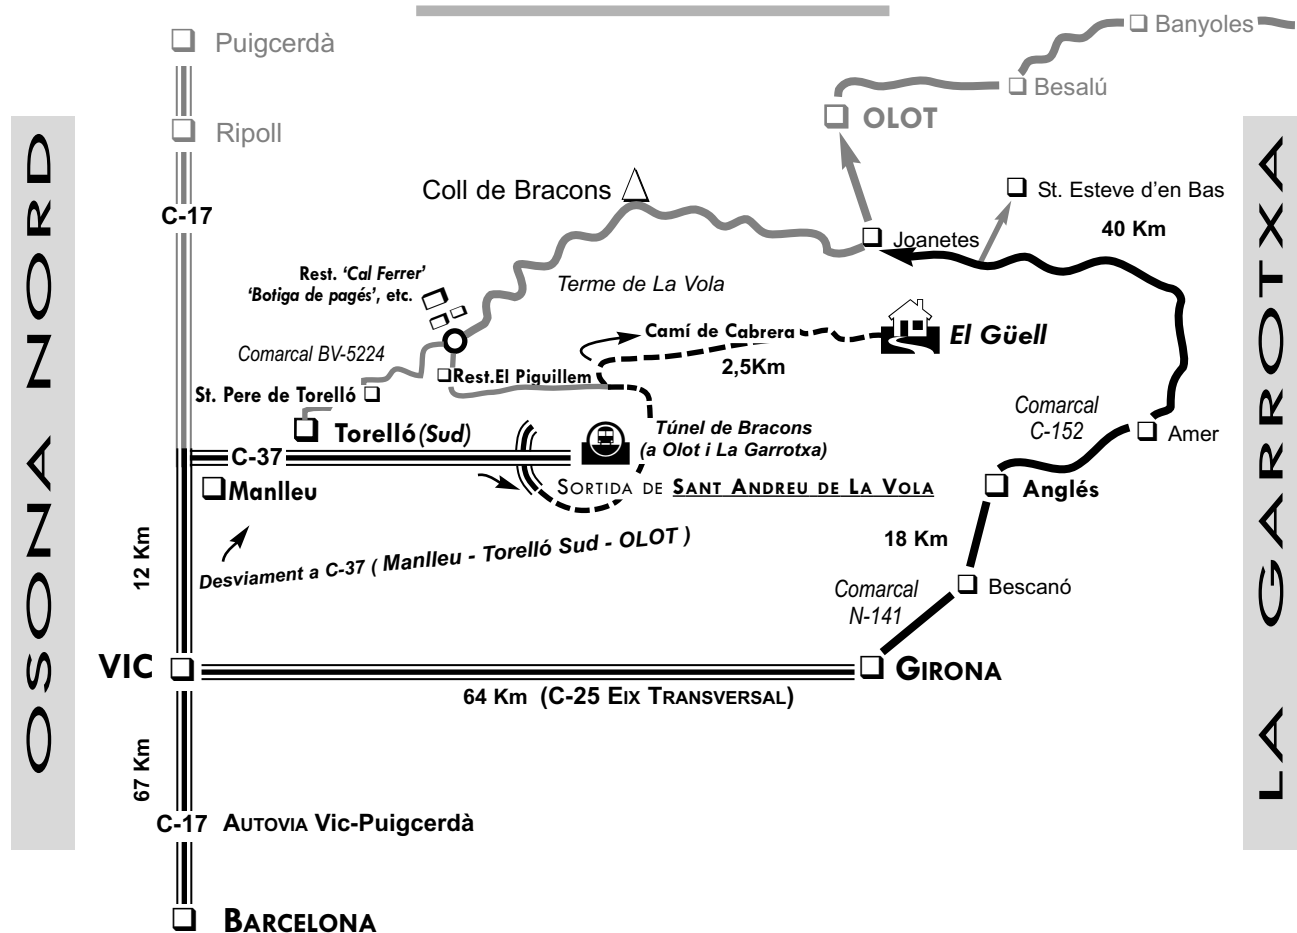 Puigcerdà
Banyoles
Besalú
OLOT
Ripoll
Coll de Bracons
St. Esteve d'en Bas
C-17
40 Km
Joanetes
Rest. 'Cal Ferrer'
'Botiga de pagés', etc.
Terme de La Vola
Camí de Cabrera
El Güell
Comarcal BV-5224
2,5Km
Rest.El Piguillem
St. Pere de Torelló
Comarcal
C-152
Torelló (Sud)
Túnel de Bracons
(a Olot i La Garrotxa)
Amer
C-37
Manlleu
SORTIDA DE SANT ANDREU DE LA VOLA
Anglés
Desviament a C-37 ( Manlleu - Torelló Sud - OLOT )
18 Km
12 Km
Comarcal
N-141
Bescanó
VIC
GIRONA
64 Km (C-25 EIX TRANSVERSAL)
67 Km
C-17 AUTOVIA Vic-Puigcerdà
BARCELONA
OSONA NORD
LA GARROTXA